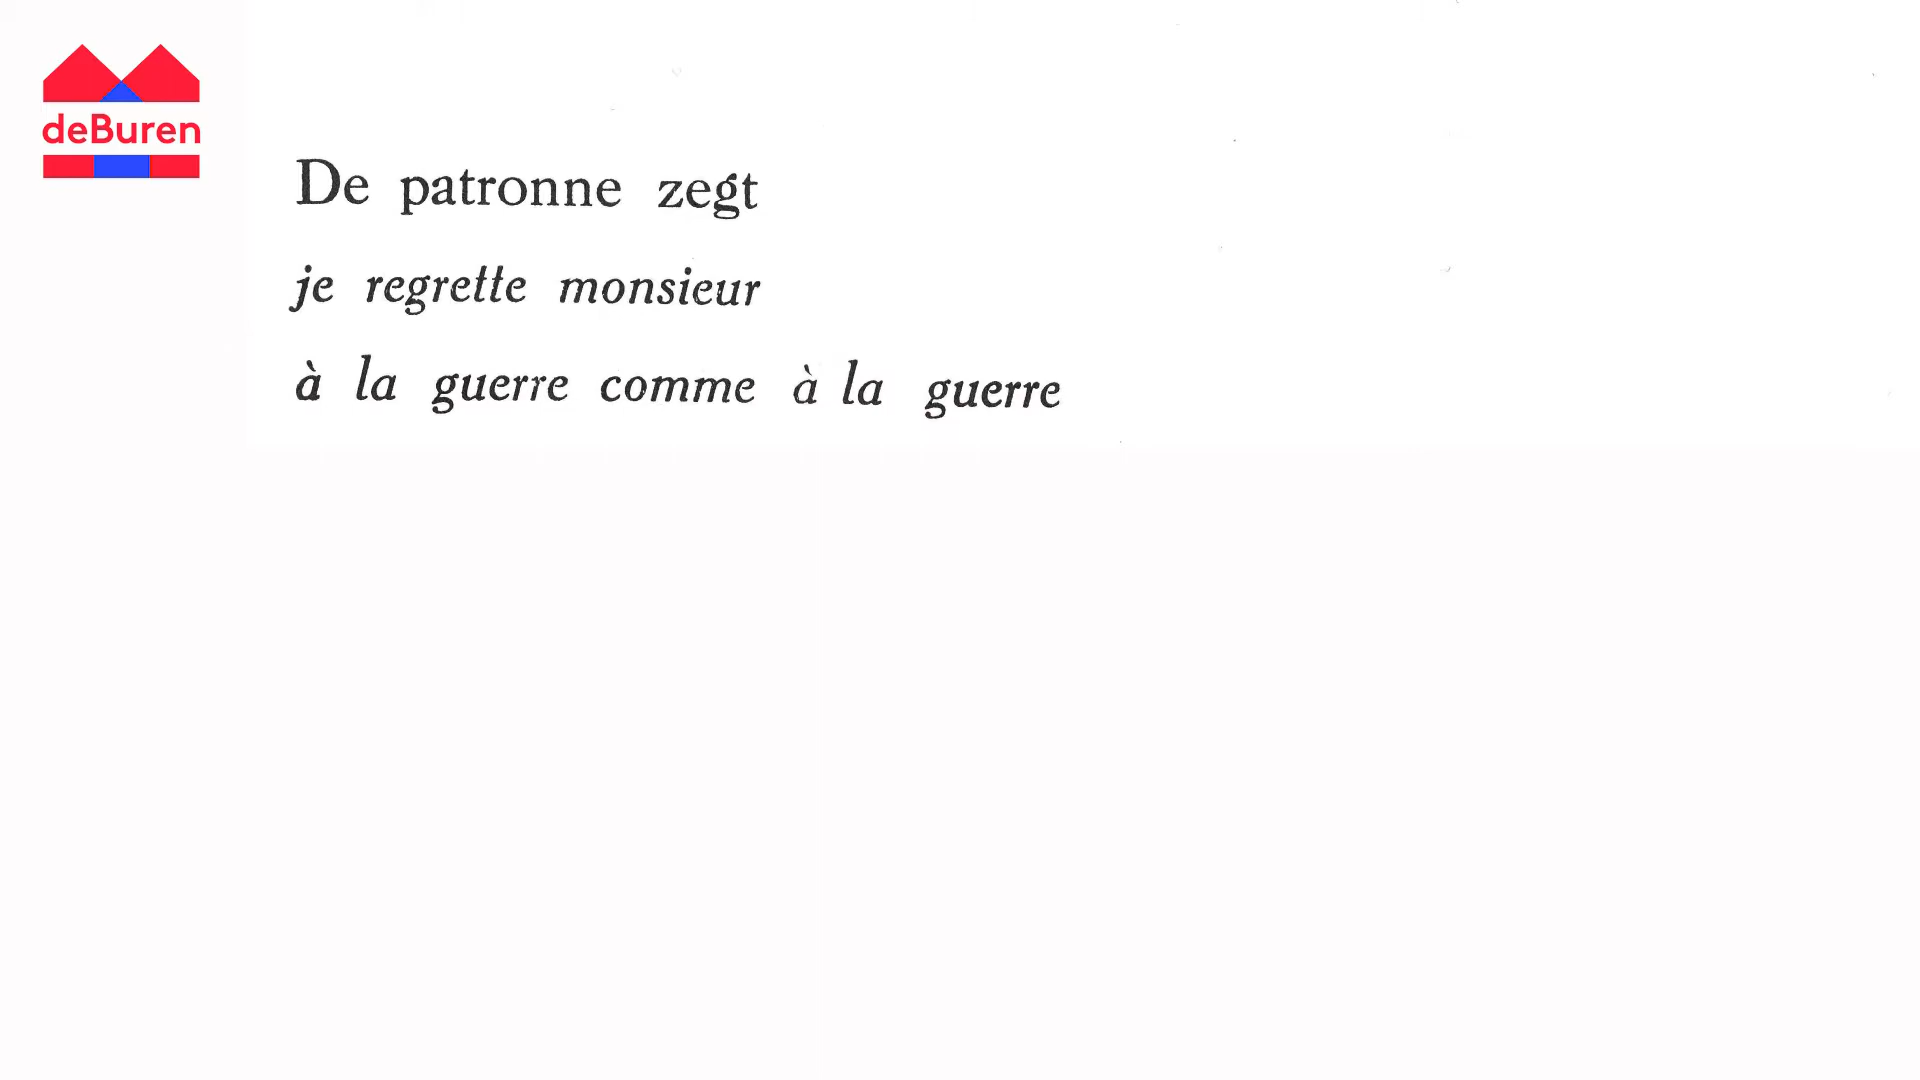 deBuren
De patronne zegt
je regrette monsieur
à la guerre comme à la guerre